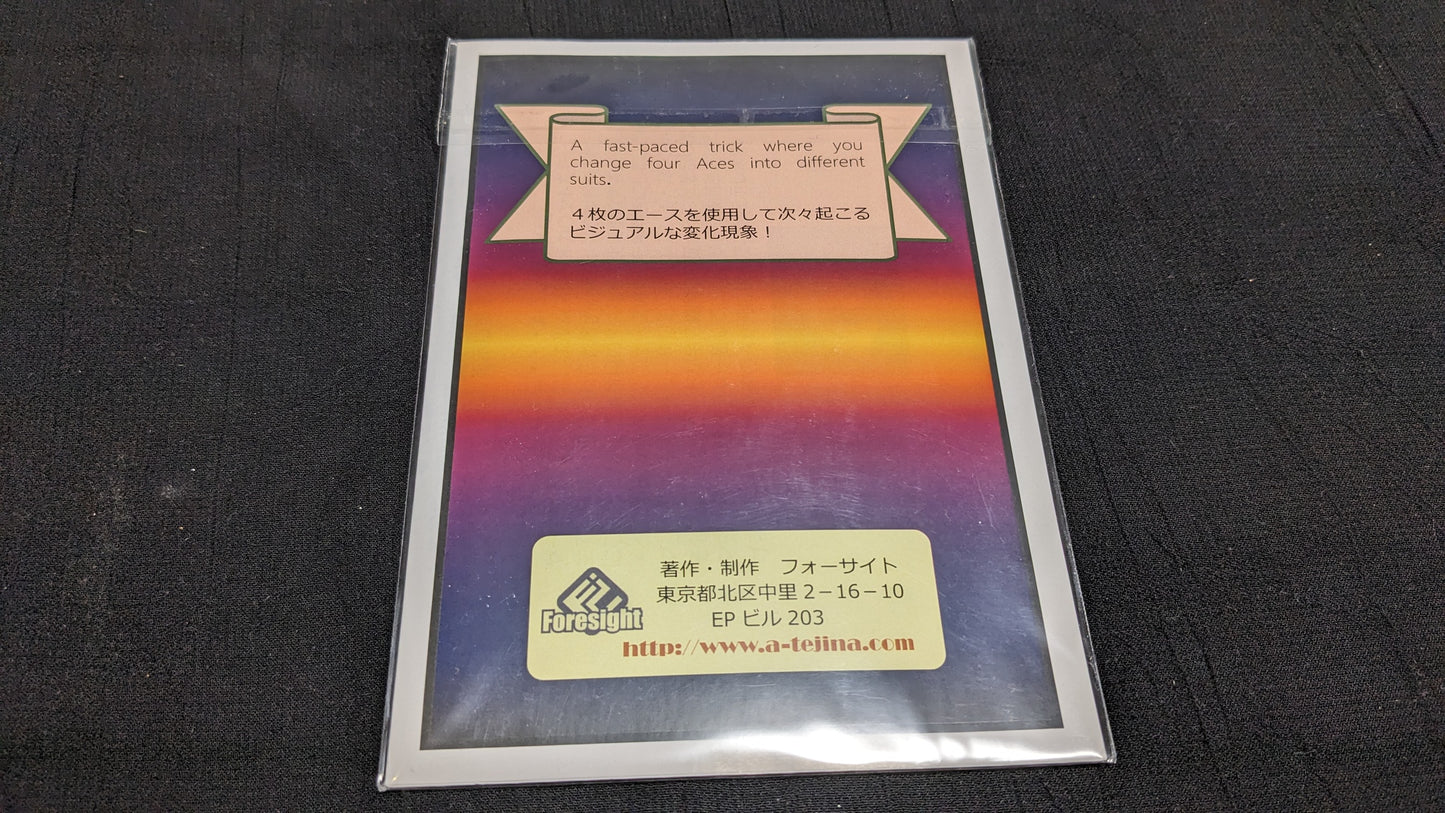 A fast-paced trick where you
change four Aces into different
suits.
４枚のエースを使用して次々起こる
ビジュアルな変化現象！
Foresight
著作・制作　フォーサイト
東京都北区中里２－16－10
EP ビル 203
http://www.a-tejina.com